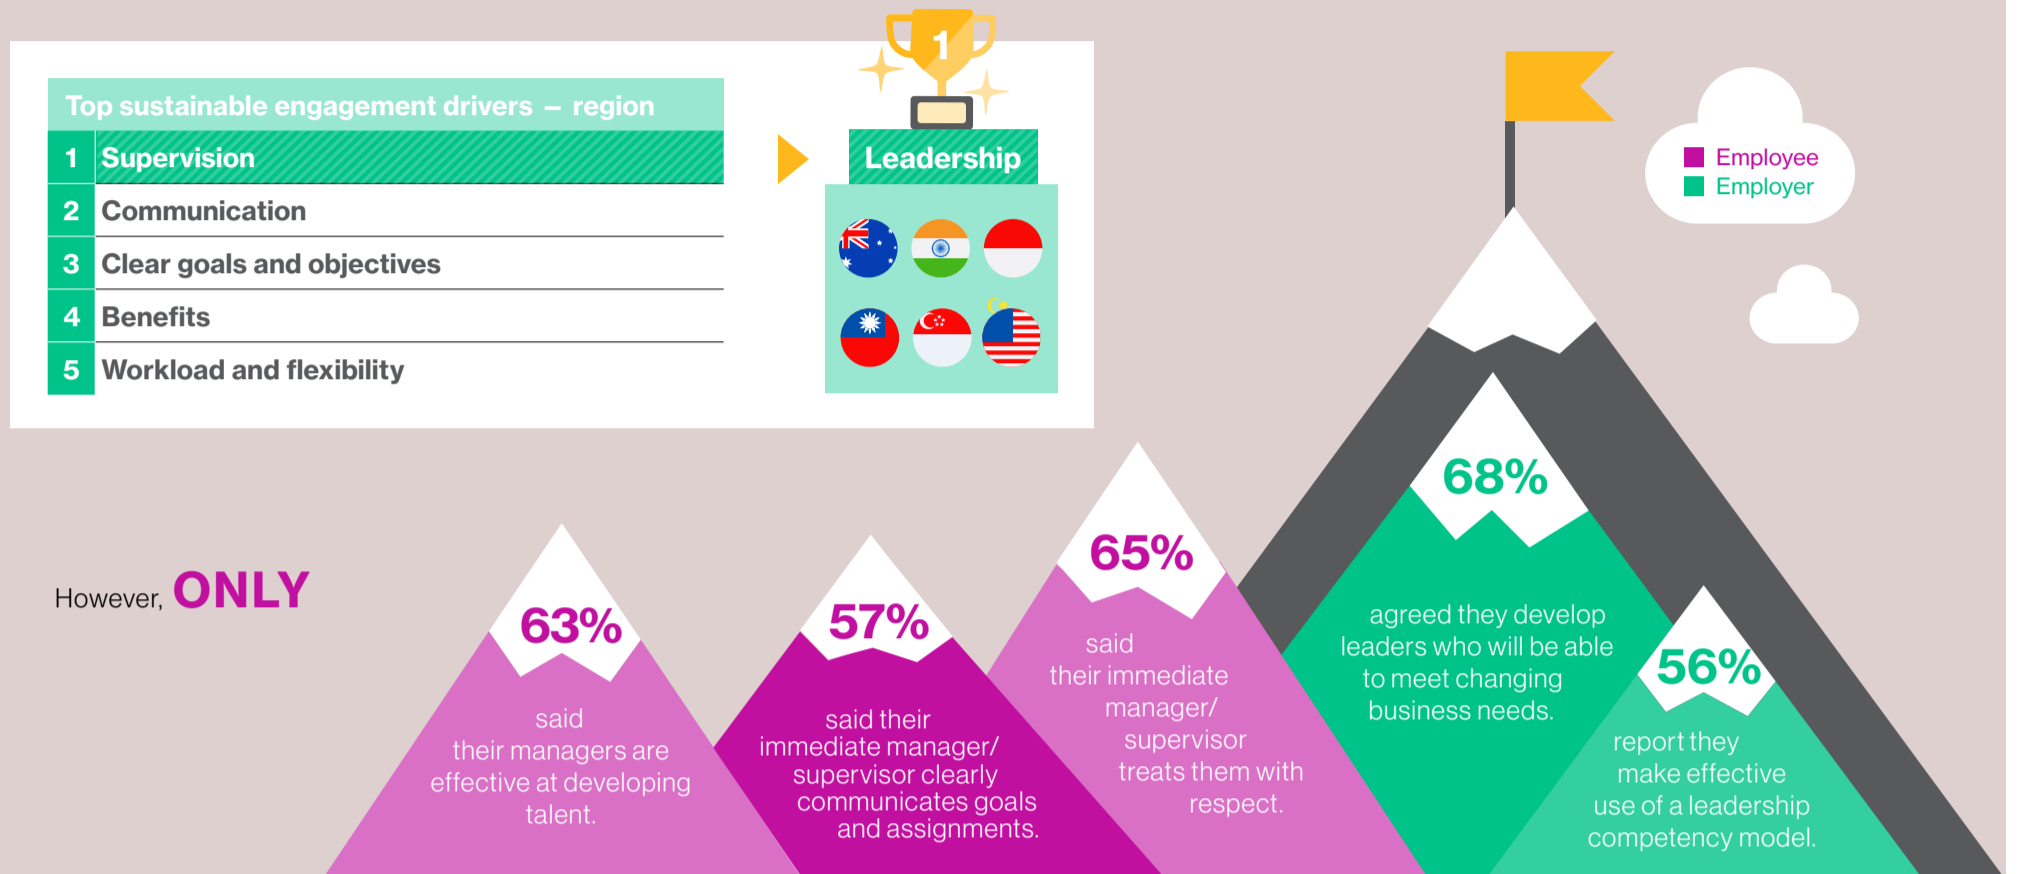 Top sustainable engagement drivers – region
1 Supervision
2 Communication
3 Clear goals and objectives
4 Benefits
5 Workload and flexibility
1
Leadership
Employee
Employer
However, ONLY
63%
said
their managers are
effective at developing
talent.
57%
said their
immediate manager/
supervisor clearly
communicates goals
and assignments.
65%
said
their immediate
manager/
supervisor
treats them with
respect.
68%
agreed they develop
leaders who will be able
to meet changing
business needs.
56%
report they
make effective
use of a leadership
competency model.